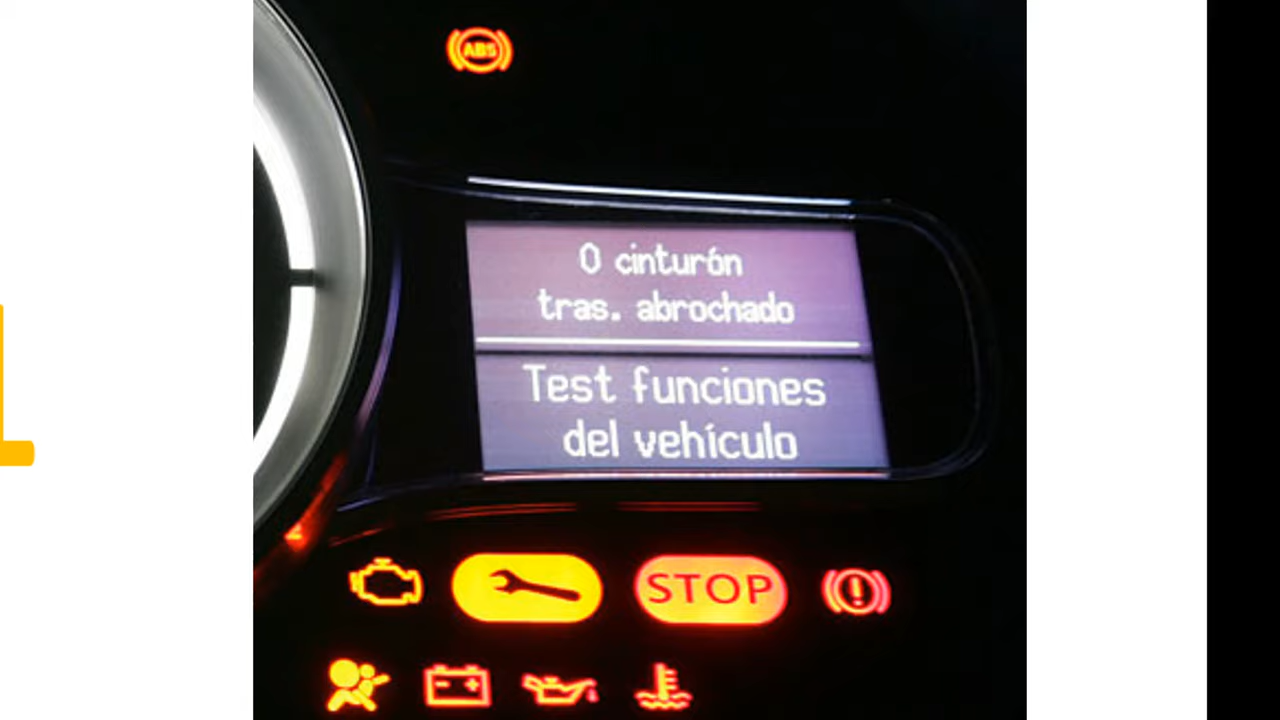 ABS
0 cinturón
tras. abrochado
Test funciones
del vehículo
STOP